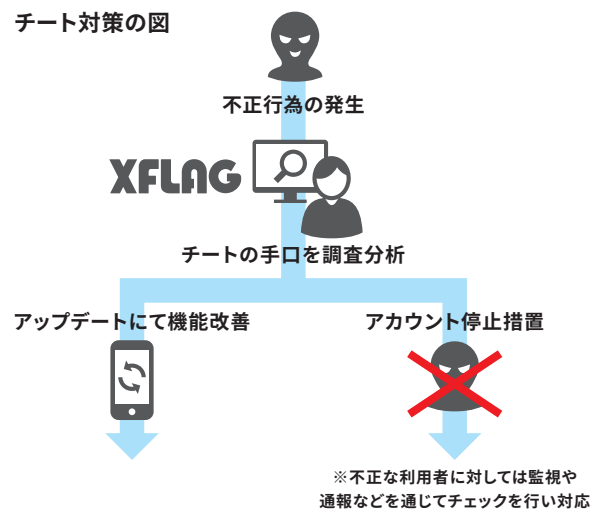 チート対策の図
不正行為の発生
XFLAG
チートの手口を調査分析
アップデートにて機能改善
アカウント停止措置
※不正な利用者に対しては監視や
通報などを通じてチェックを行い対応